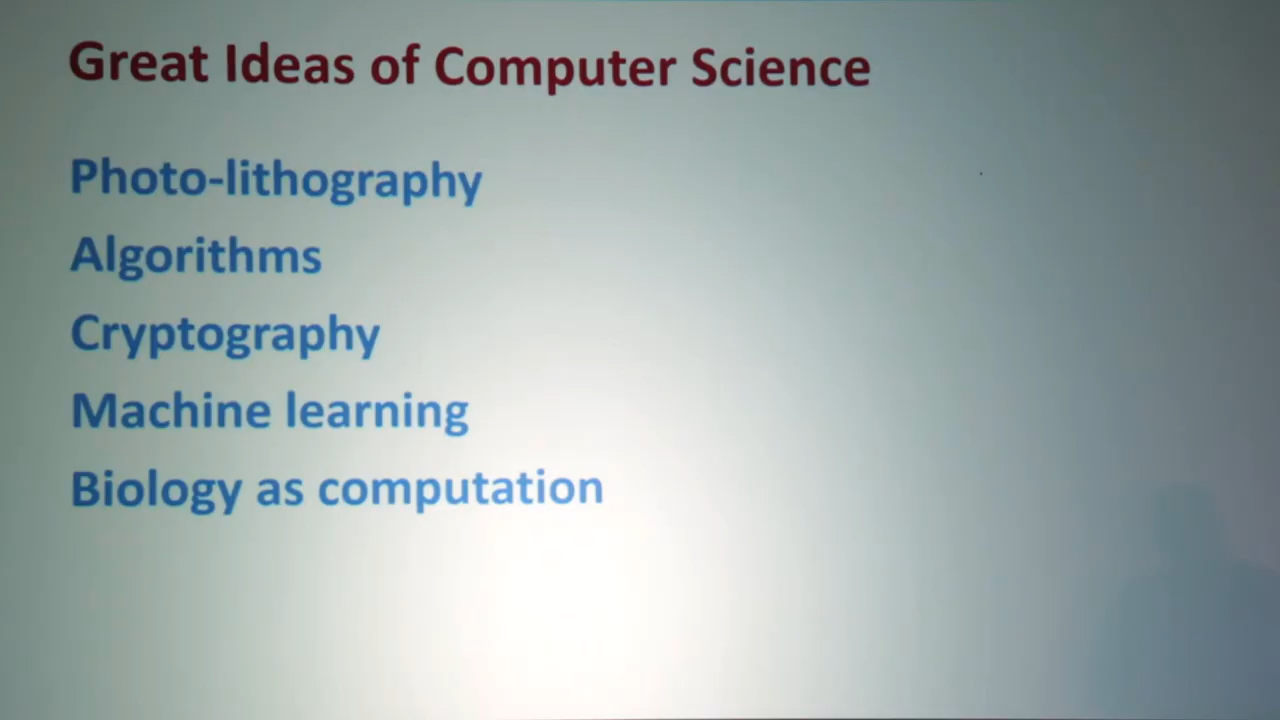 Great Ideas of Computer Science
Photo-lithography
Algorithms
Cryptography
Machine learning
Biology as computation